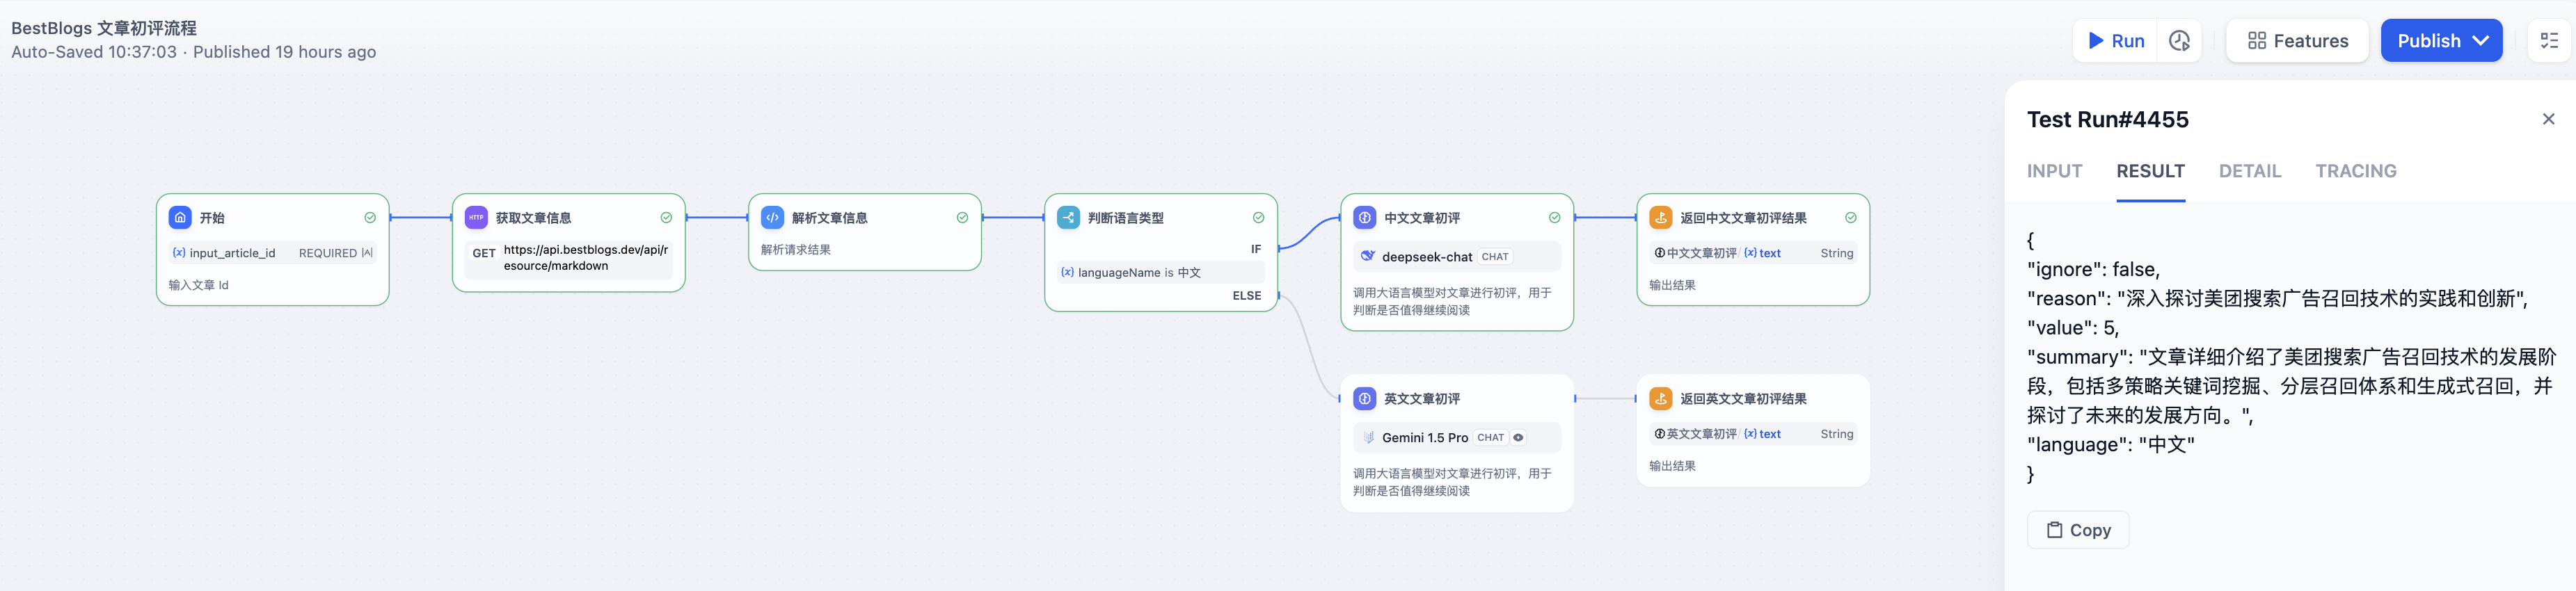 BestBlogs 文章初评流程
Auto-Saved 10:37:03 · Published 19 hours ago
Run
Features
Publish
开始
{x} input_article_id REQUIRED
输入文章 Id
HTTP 获取文章信息
GET https://api.bestblogs.dev/api/r
esource/markdown
解析文章信息
解析请求结果
判断语言类型
IF
{x} languageName is 中文
ELSE
中文文章初评
deepseek-chat CHAT
调用大语言模型对文章进行初评，用于
判断是否值得继续阅读
返回中文文章初评结果
中文文章初评 / {x} text String
输出结果
英文文章初评
Gemini 1.5 Pro CHAT
调用大语言模型对文章进行初评，用于
判断是否值得继续阅读
返回英文文章初评结果
英文文章初评 / {x} text String
输出结果
Test Run#4455
INPUT RESULT DETAIL TRACING
{
"ignore": false,
"reason": "深入探讨美团搜索广告召回技术的实践和创新",
"value": 5,
"summary": "文章详细介绍了美团搜索广告召回技术的发展阶
段，包括多策略关键词挖掘、分层召回体系和生成式召回，并
探讨了未来的发展方向。",
"language": "中文"
}
Copy